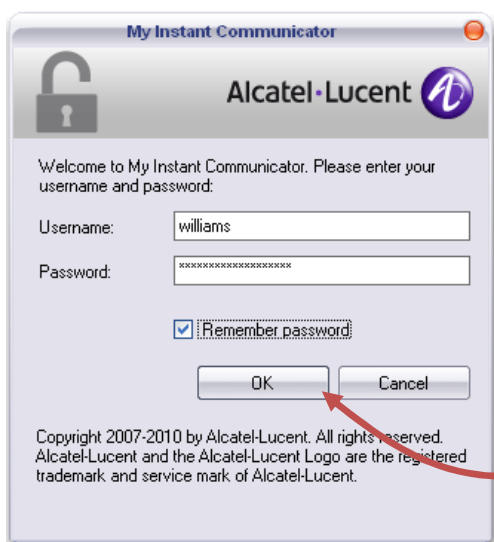 My Instant Communicator
Alcatel·Lucent
Welcome to My Instant Communicator. Please enter your
username and password:
Username: williams
Password: *******************
Remember password
OK Cancel
Copyright 2007-2010 by Alcatel-Lucent. All rights reserved.
Alcatel-Lucent and the Alcatel-Lucent Logo are the registered
trademark and service mark of Alcatel-Lucent.